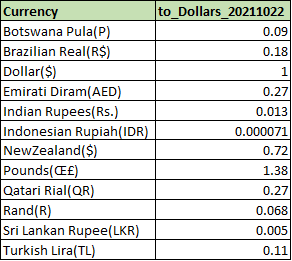 Currency to_Dollars_20211022
Botswana Pula(P) 0.09
Brazilian Real(R$) 0.18
Dollar($) 1
Emirati Diram(AED) 0.27
Indian Rupees(Rs.) 0.013
Indonesian Rupiah(IDR) 0.000071
NewZealand($) 0.72
Pounds(Œ£) 1.38
Qatari Rial(QR) 0.27
Rand(R) 0.068
Sri Lankan Rupee(LKR) 0.005
Turkish Lira(TL) 0.11